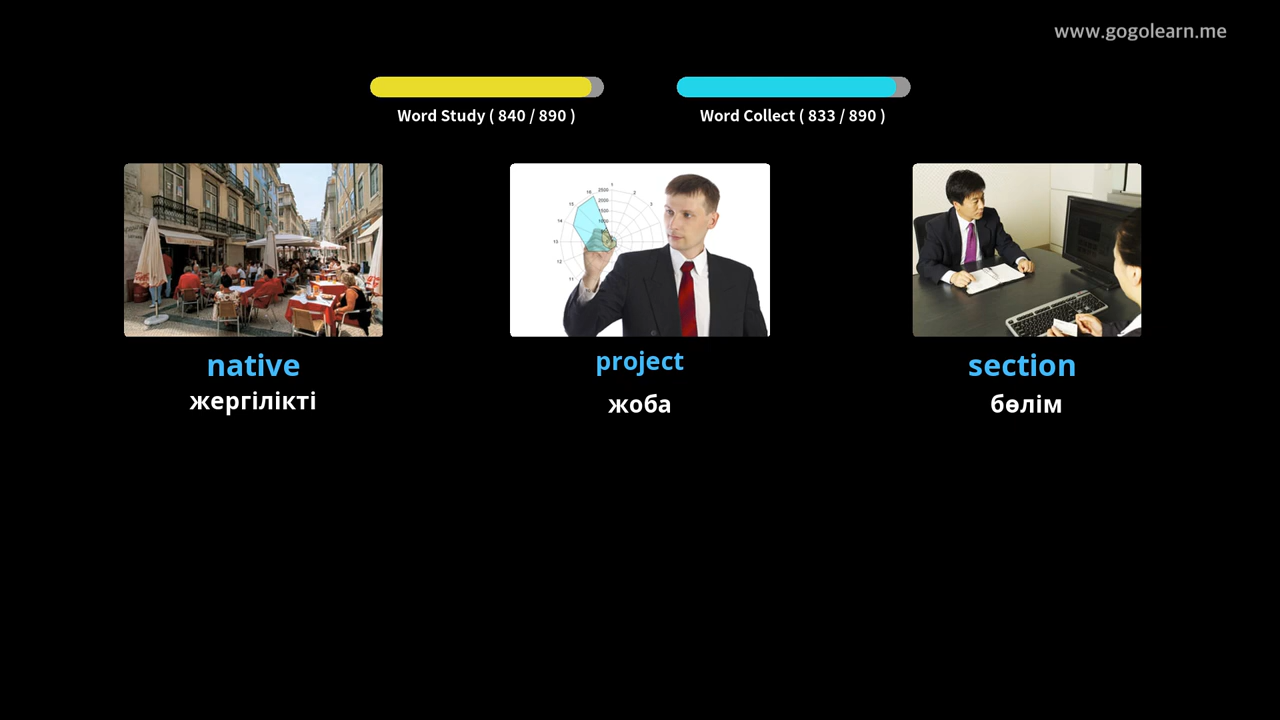 www.gogolearn.me
Word Study ( 840 / 890 )
Word Collect ( 833 / 890 )
native
жергілікті
project
жоба
section
бөлім